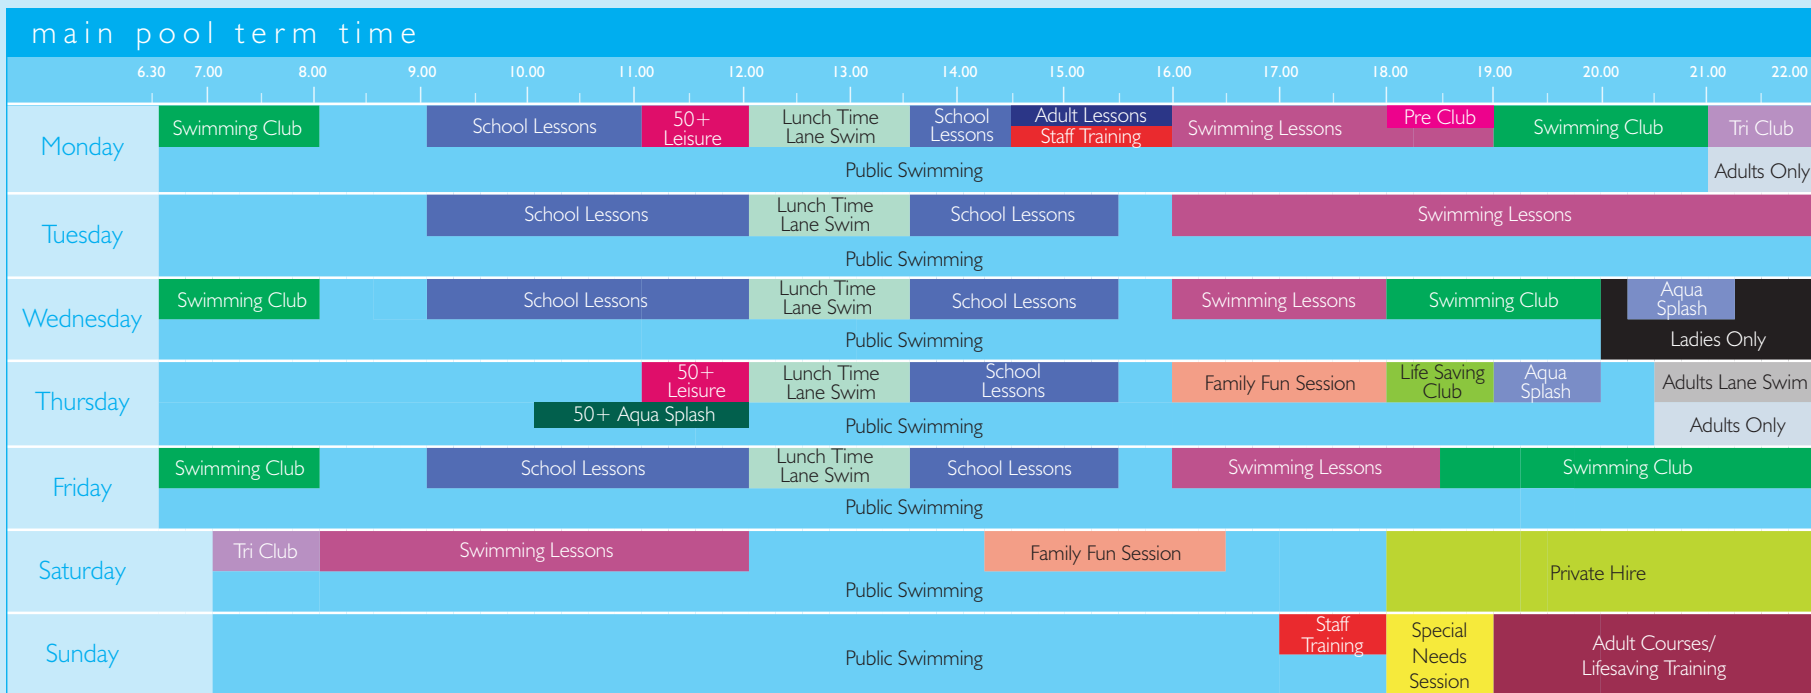 main pool term time
6.30 7.00 8.00 9.00 10.00 11.00 12.00 13.00 14.00 15.00 16.00 17.00 18.00 19.00 20.00 21.00 22.00
Monday
Swimming Club
School Lessons
50+
Leisure
Lunch Time
Lane Swim
School
Lessons
Adult Lessons
Staff Training
Swimming Lessons
Pre Club
Swimming Club
Tri Club
Public Swimming
Adults Only
Tuesday
School Lessons
Lunch Time
Lane Swim
School Lessons
Swimming Lessons
Public Swimming
Wednesday
Swimming Club
School Lessons
Lunch Time
Lane Swim
School Lessons
Swimming Lessons
Swimming Club
Aqua
Splash
Public Swimming
Ladies Only
Thursday
50+
Leisure
Lunch Time
Lane Swim
School
Lessons
Family Fun Session
Life Saving
Club
Aqua
Splash
Adults Lane Swim
50+ Aqua Splash
Public Swimming
Adults Only
Friday
Swimming Club
School Lessons
Lunch Time
Lane Swim
School Lessons
Swimming Lessons
Swimming Club
Public Swimming
Saturday
Tri Club
Swimming Lessons
Family Fun Session
Private Hire
Public Swimming
Sunday
Public Swimming
Staff
Training
Special
Needs
Session
Adult Courses/
Lifesaving Training